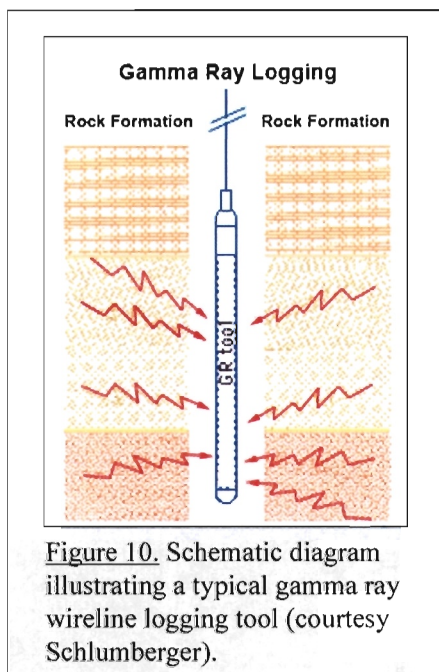 Gamma Ray Logging
Rock Formation Rock Formation
GR tool
Figure 10. Schematic diagram
illustrating a typical gamma ray
wireline logging tool (courtesy
Schlumberger).